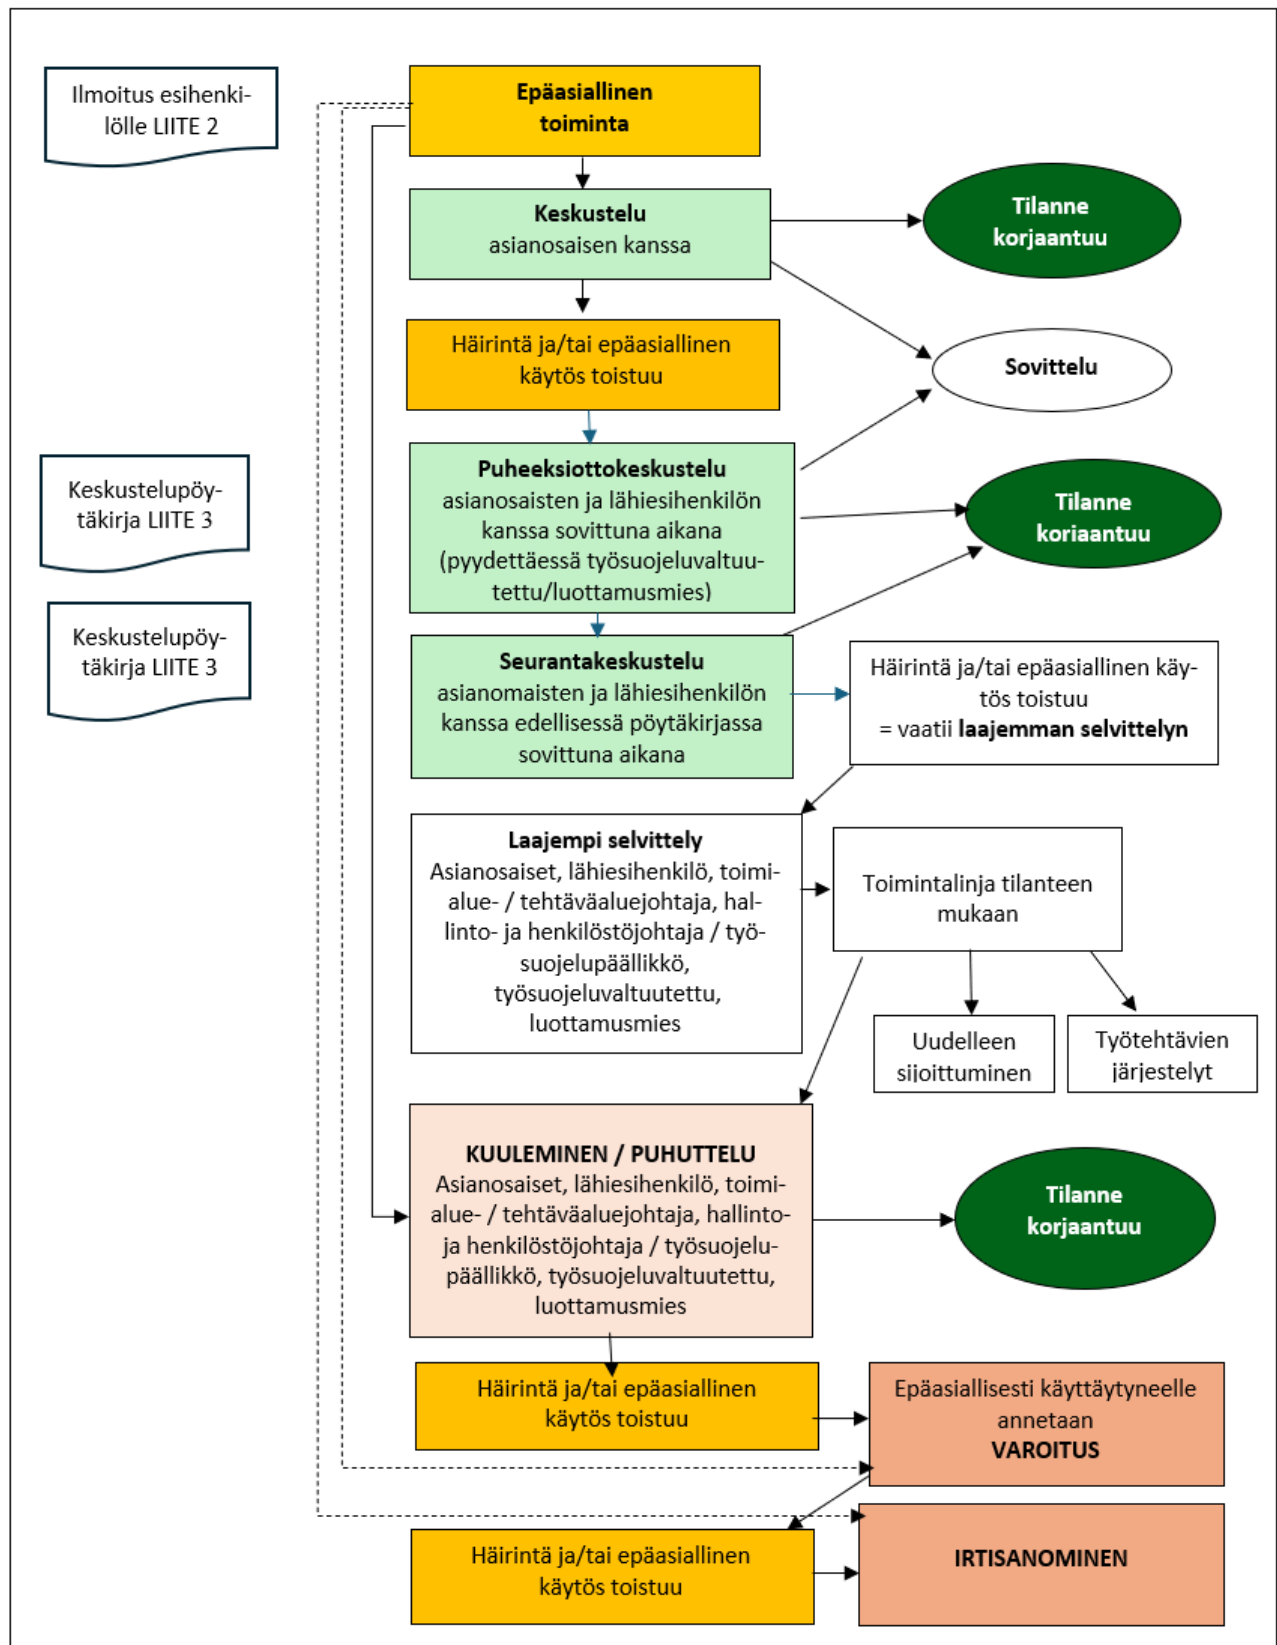 Ilmoitus esihenki-
lölle LIITE 2
Epäasiallinen
toiminta
Keskustelu
asianosaisen kanssa
Tilanne
korjaantuu
Häirintä ja/tai epäasiallinen
käytös toistuu
Sovittelu
Keskustelupöy-
täkirja LIITE 3
Puheeksiottokeskustelu
asianosaisten ja lähiesihenkilön
kanssa sovittuna aikana
(pyydettäessä työsuojeluvaltuu-
tettu/luottamusmies)
Tilanne
korjaantuu
Keskustelupöy-
täkirja LIITE 3
Seurantakeskustelu
asianomaisten ja lähiesihenkilön
kanssa edellisessä pöytäkirjassa
sovittuna aikana
Häirintä ja/tai epäasiallinen käy-
tös toistuu
= vaatii laajemman selvittelyn
Laajempi selvittely
Asianosaiset, lähiesihenkilö, toimi-
alue- / tehtäväaluejohtaja, hal-
linto- ja henkilöstöjohtaja / työ-
suojelupäällikkö,
työsuojeluvaltuutettu,
luottamusmies
Toimintalinja tilanteen
mukaan
Uudelleen
sijoittuminen
Työtehtävien
järjestelyt
KUULEMINEN / PUHUTTELU
Asianosaiset, lähiesihenkilö, toimi-
alue- / tehtäväaluejohtaja, hallinto-
ja henkilöstöjohtaja / työsuojelu-
päällikkö, työsuojeluvaltuutettu,
luottamusmies
Tilanne
korjaantuu
Häirintä ja/tai epäasiallinen
käytös toistuu
Epäasiallisesti käyttäytyneelle
annetaan
VAROITUS
Häirintä ja/tai epäasiallinen
käytös toistuu
IRTISANOMINEN